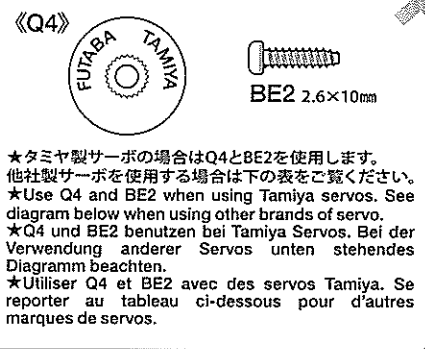 《Q4》
FUTABA TAMIYA
BE2 2.6×10mm
★タミヤ製サーボの場合はQ4とBE2を使用します。
他社製サーボを使用する場合は下の表をご覧ください。
★Use Q4 and BE2 when using Tamiya servos. See
diagram below when using other brands of servo.
★Q4 und BE2 benutzen bei Tamiya Servos. Bei der
Verwendung anderer Servos unten stehendes
Diagramm beachten.
★Utiliser Q4 et BE2 avec des servos Tamiya. Se
reporter au tableau ci-dessous pour d'autres
marques de servos.